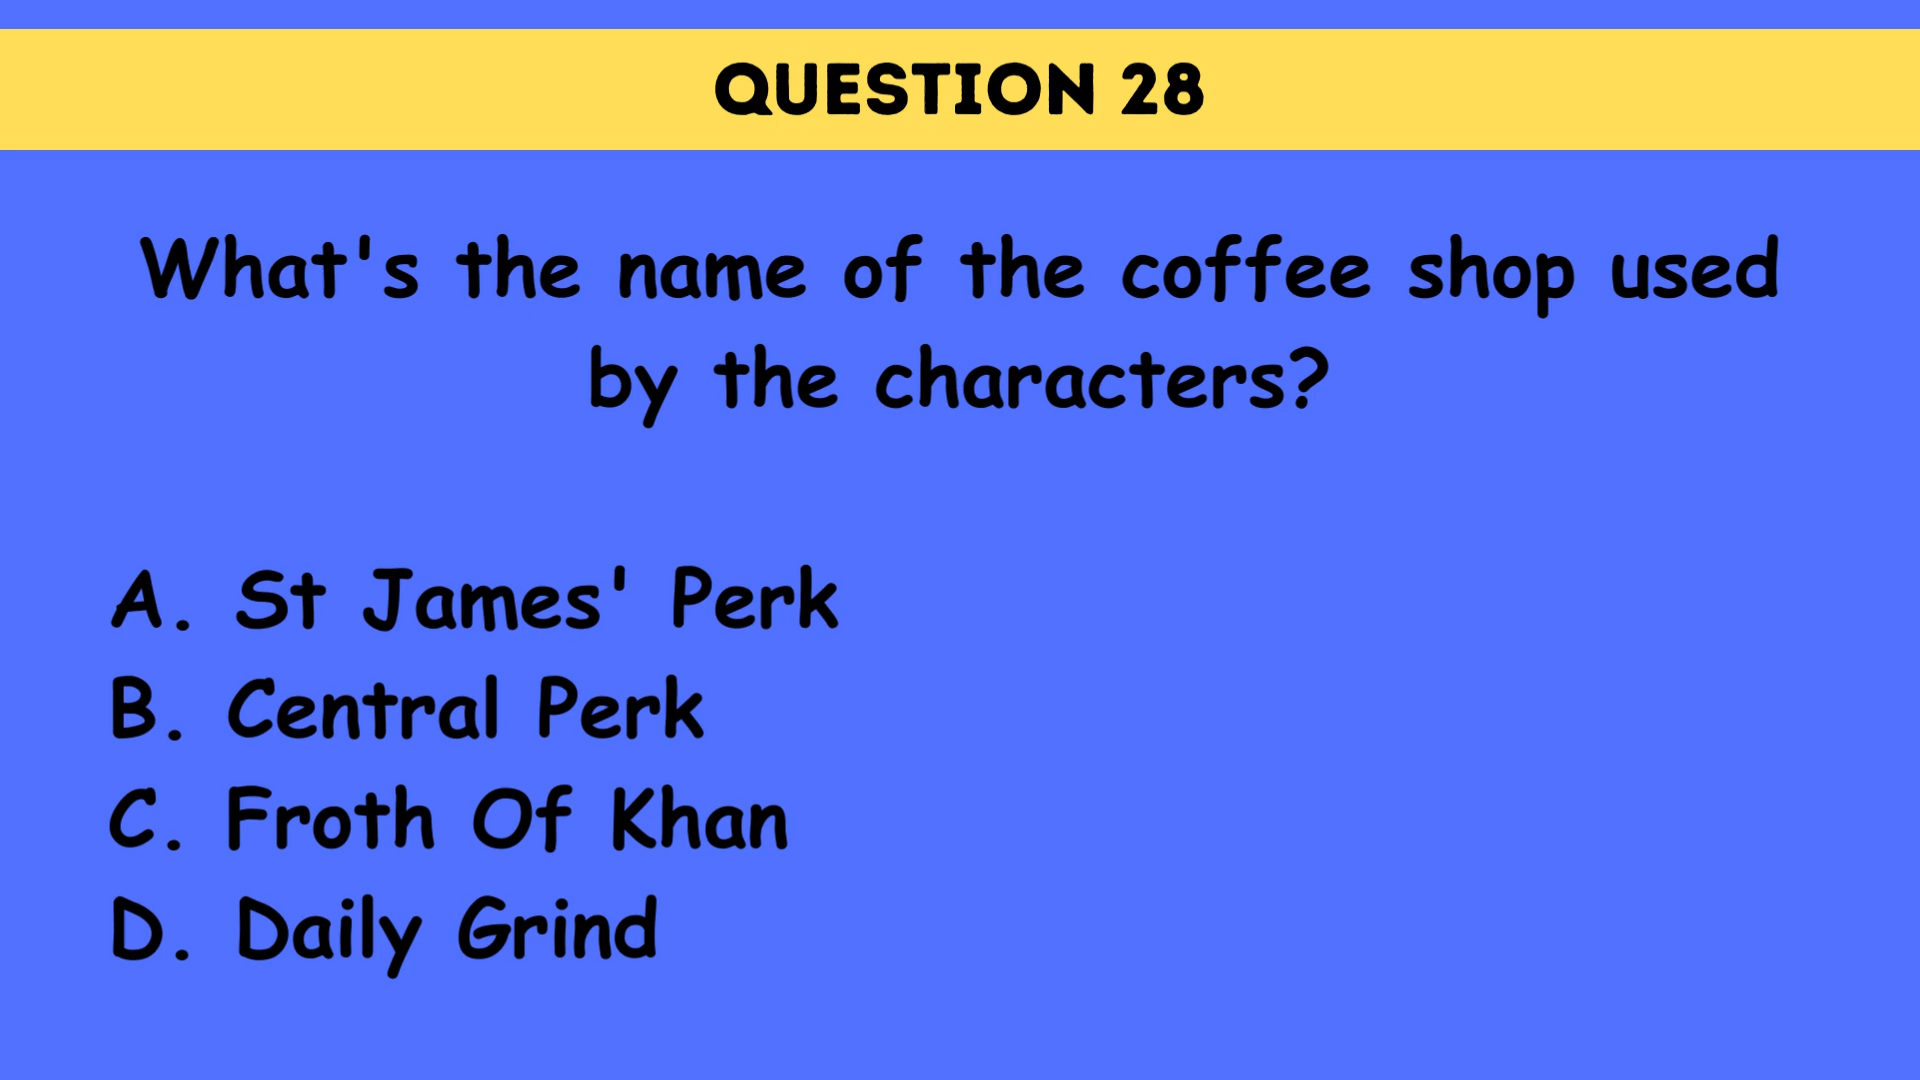 QUESTION 28
What's the name of the coffee shop used
by the characters?
A. St James' Perk
B. Central Perk
C. Froth Of Khan
D. Daily Grind